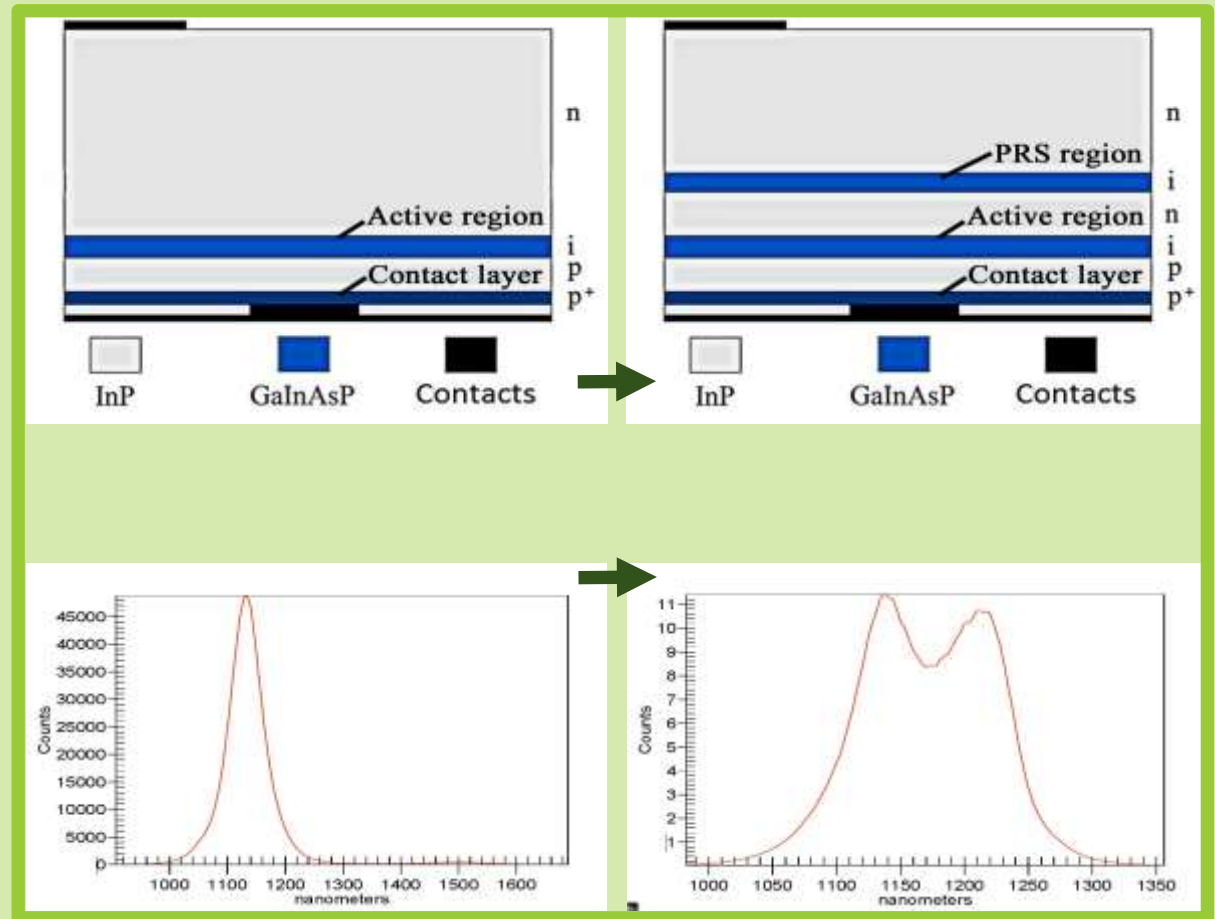 n
Active region
i
Contact layer
p
p+
InP GaInAsP Contacts
n
PRS region
i
Active region
n
i
Contact layer
p
p+
InP GaInAsP Contacts
45000
40000
35000
30000
25000
20000
15000
10000
5000
0
Counts
1000 1100 1200 1300 1400 1500 1600
nanometers
11
10
9
8
7
6
5
4
3
2
1
Counts
1000 1050 1100 1150 1200 1250 1300 1350
nanometers